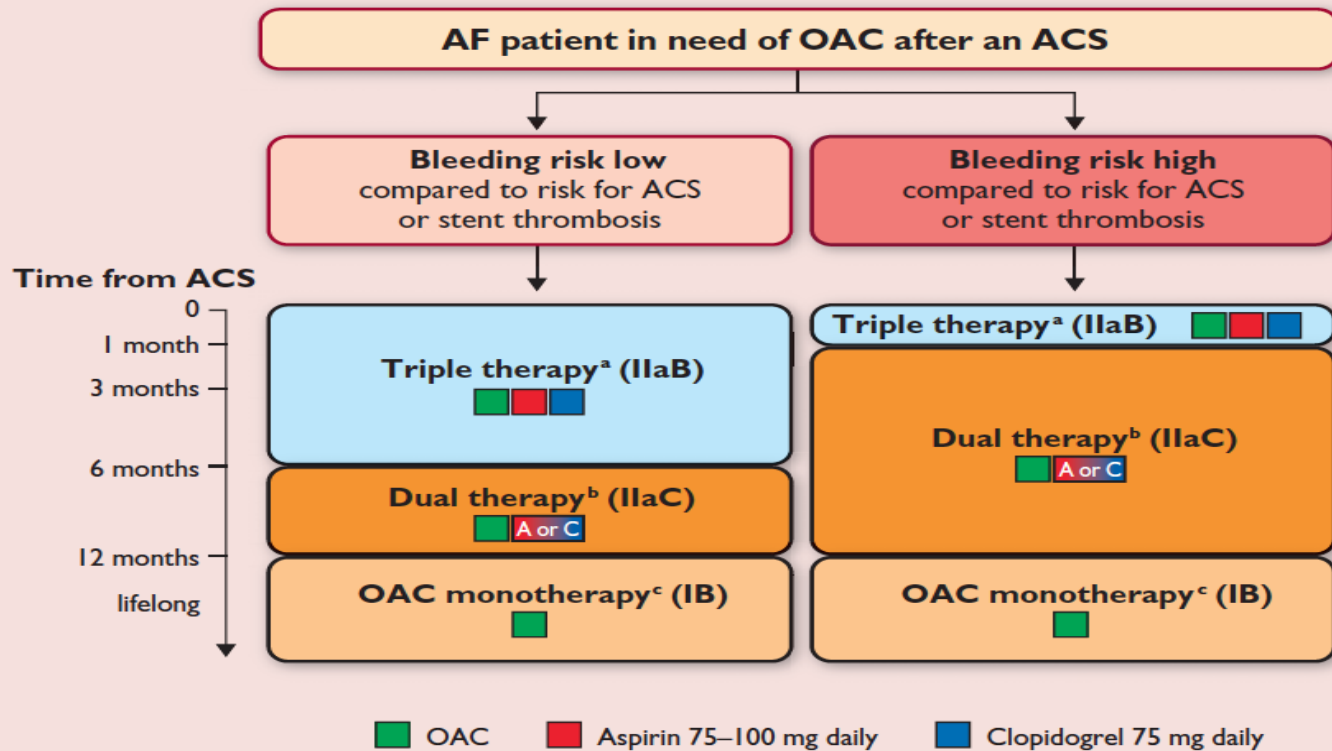 AF patient in need of OAC after an ACS
Bleeding risk low
compared to risk for ACS
or stent thrombosis
Bleeding risk high
compared to risk for ACS
or stent thrombosis
Time from ACS
0
1 month
3 months
6 months
12 months
lifelong
Triple therapyᵃ (IIaB)
Dual therapyᵇ (IIaC)
A or C
OAC monotherapyᶜ (IB)
Triple therapyᵃ (IIaB)
Dual therapyᵇ (IIaC)
A or C
OAC monotherapyᶜ (IB)
OAC
Aspirin 75–100 mg daily
Clopidogrel 75 mg daily